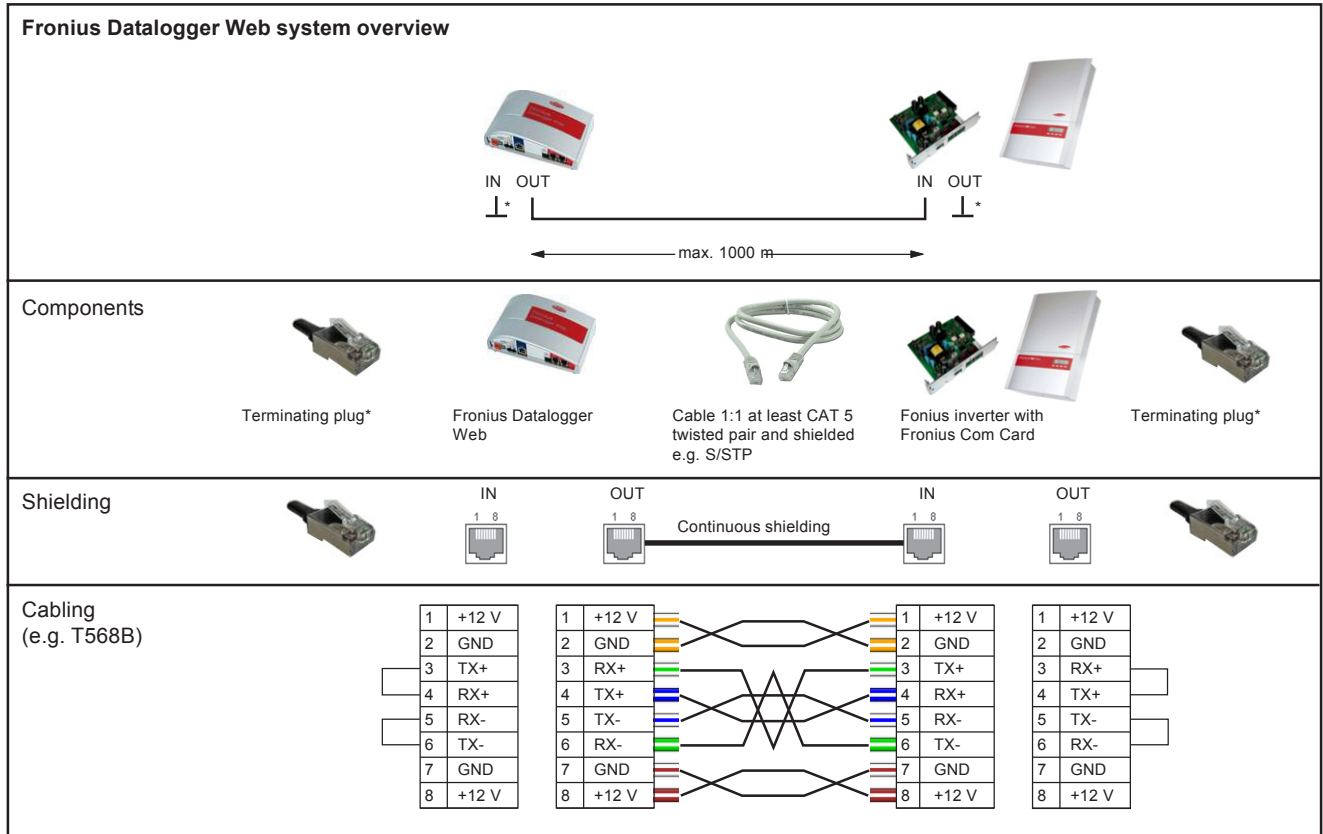 Fronius Datalogger Web system overview
IN OUT
IN OUT
*
*
max. 1000 m
Components
Terminating plug*
Fronius Datalogger
Web
Cable 1:1 at least CAT 5
twisted pair and shielded
e.g. S/STP
Fonius inverter with
Fronius Com Card
Terminating plug*
Shielding
IN
OUT
IN
OUT
1 8
1 8
Continuous shielding
1 8
1 8
Cabling
(e.g. T568B)
1 +12 V
2 GND
3 TX+
4 RX+
5 RX-
6 TX-
7 GND
8 +12 V
1 +12 V
2 GND
3 RX+
4 TX+
5 TX-
6 RX-
7 GND
8 +12 V
1 +12 V
2 GND
3 TX+
4 RX+
5 RX-
6 TX-
7 GND
8 +12 V
1 +12 V
2 GND
3 RX+
4 TX+
5 TX-
6 RX-
7 GND
8 +12 V